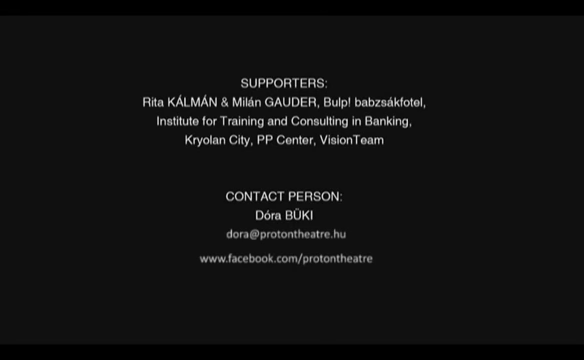 SUPPORTERS:
Rita KÁLMÁN & Milán GAUDER, Bulp! babzsákfotel,
Institute for Training and Consulting in Banking,
Kryolan City, PP Center, VisionTeam
CONTACT PERSON:
Dóra BÜKI
dora@protontheatre.hu
www.facebook.com/protontheatre